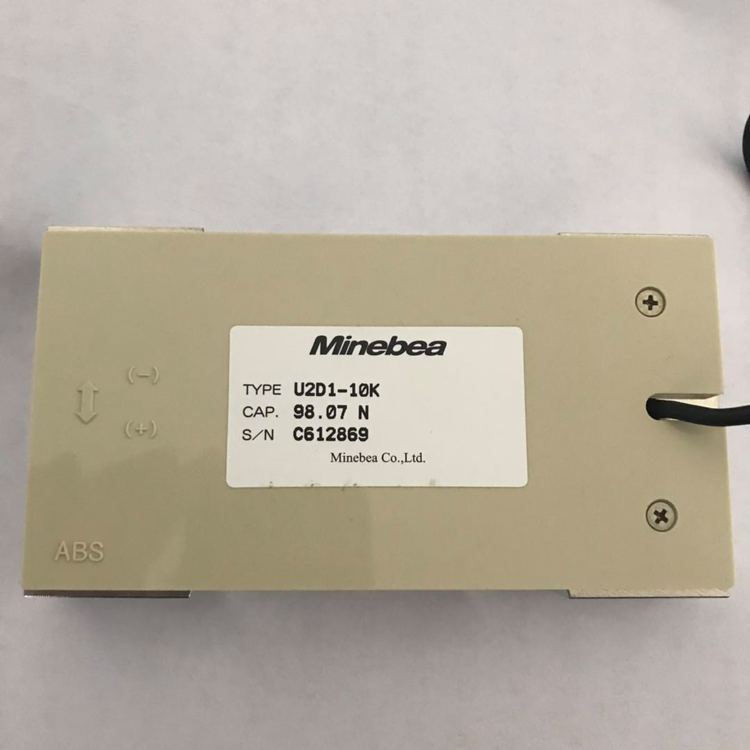 Minebea
TYPE U2D1-10K
CAP. 98.07 N
S/N C612869
Minebea Co.,Ltd.
(-)
(+)
ABS